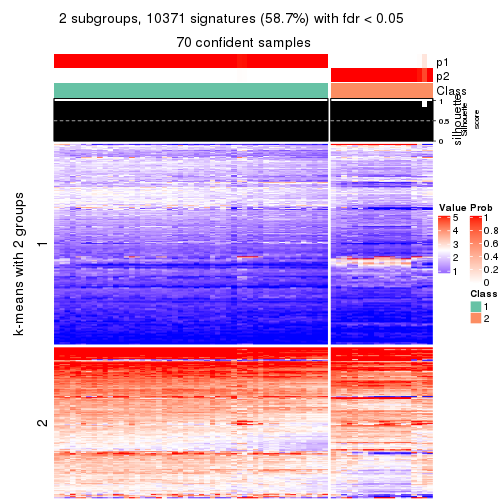 2 subgroups, 10371 signatures (58.7%) with fdr < 0.05
70 confident samples
p1
p2
Class
1
0.5
0
silhouette
Silhouette
score
k-means with 2 groups
1
2
Value
5
4
3
2
1
Prob
1
0.8
0.6
0.4
0.2
0
Class
1
2